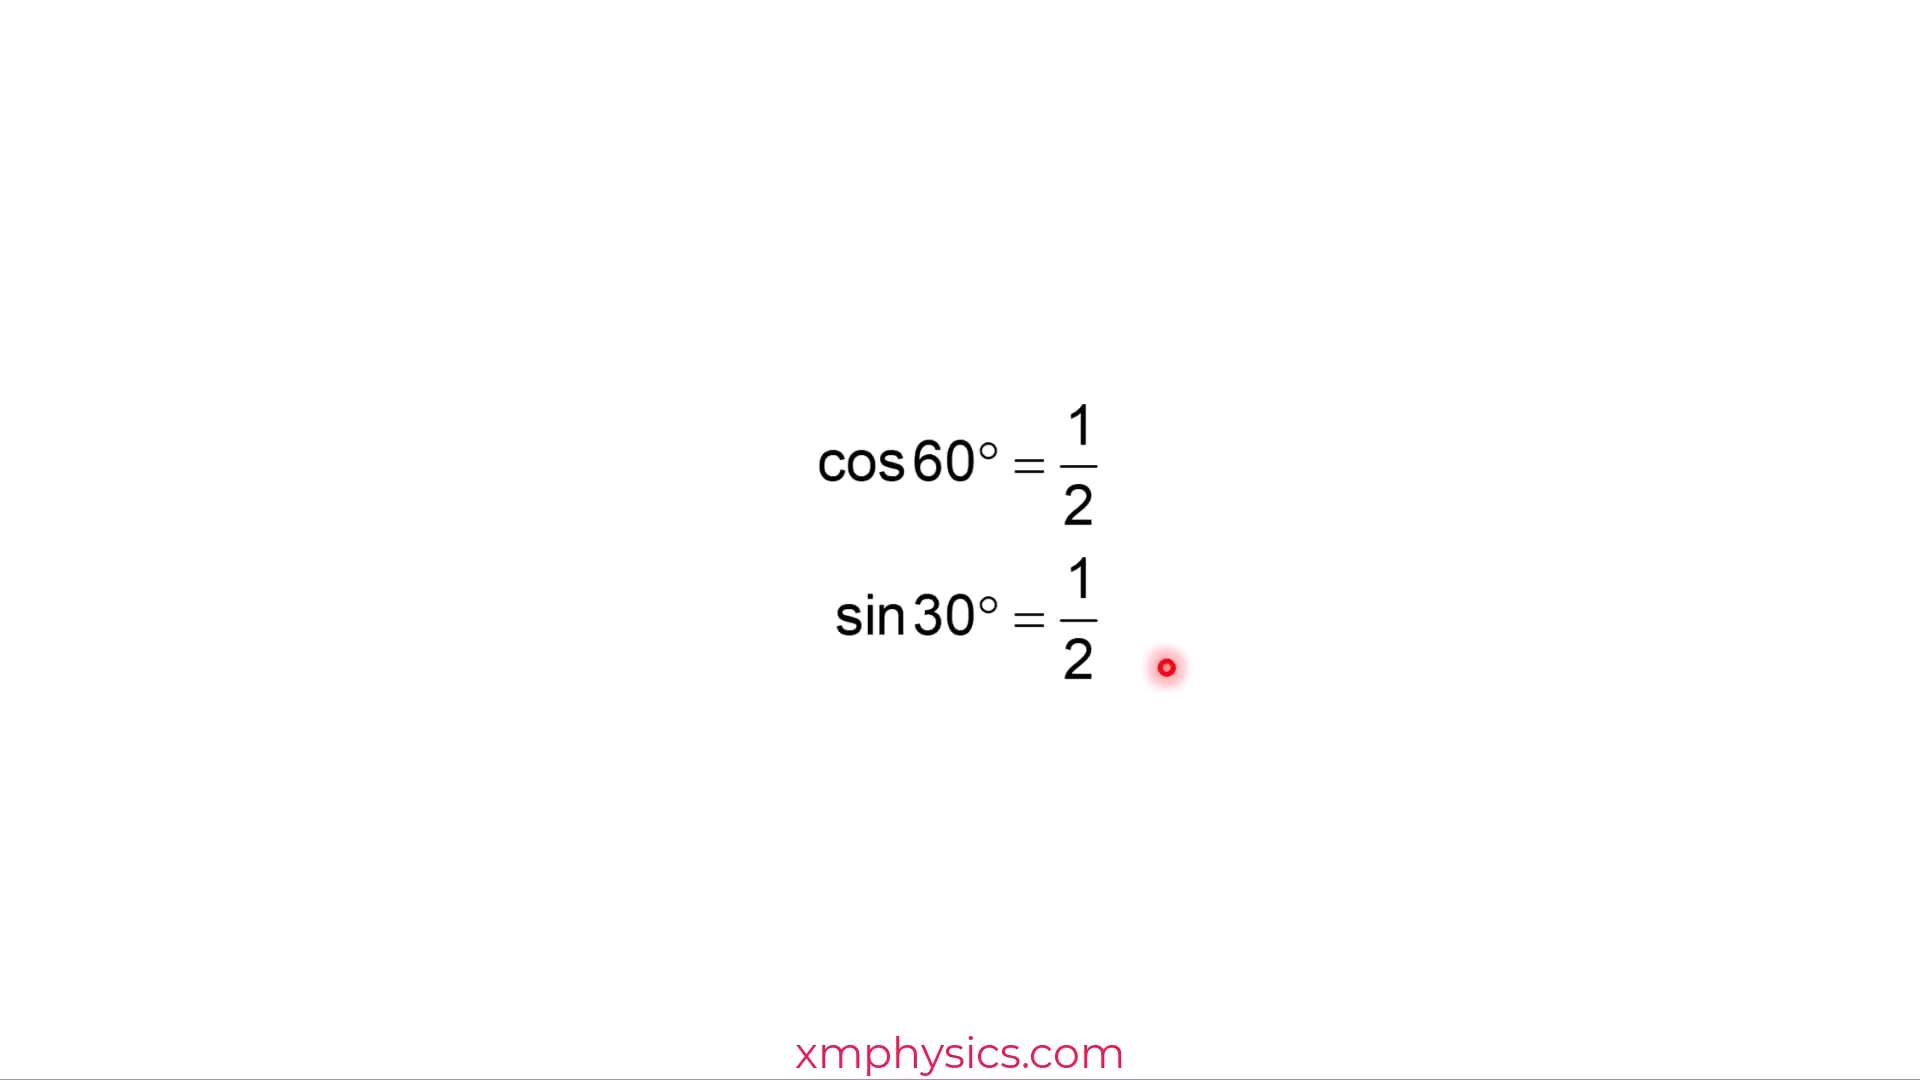 cos 60° = 1/2
sin 30° = 1/2
xmphysics.com